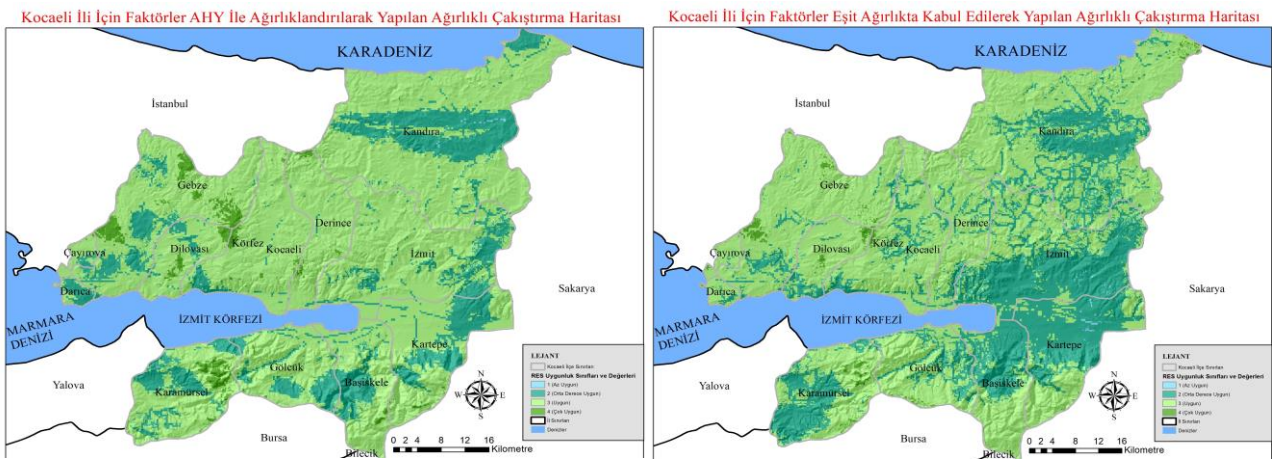 Kocaeli İli İçin Faktörler AHY İle Ağırlıklandırılarak Yapılan Ağırlıklı Çakıştırma Haritası
KARADENİZ
İstanbul
Kandıra
Gebze
Derince
Çayırova
Dilovası
Körfez
Kocaeli
İzmit
Darıca
Sakarya
MARMARA
DENİZİ
İZMİT KÖRFEZİ
Kartepe
Gölcük
Başiskele
Yalova
Karamürsel
Bursa
Bilecik
LEJANT
Kocaeli İlçe Sınırları
RES Uygunluk Sınıfları ve Değerleri
1 (Az Uygun)
2 (Orta Derece Uygun)
3 (Uygun)
4 (Çok Uygun)
İl Sınırları
Denizler
N
W E
S
0 2 4 8 12 16
Kilometre
Kocaeli İli İçin Faktörler Eşit Ağırlıkta Kabul Edilerek Yapılan Ağırlıklı Çakıştırma Haritası
KARADENİZ
İstanbul
Kandıra
Gebze
Derince
Çayırova
Dilovası
Körfez
Kocaeli
İzmit
Darıca
Sakarya
MARMARA
DENİZİ
İZMİT KÖRFEZİ
Kartepe
Gölcük
Başiskele
Yalova
Karamürsel
Bursa
Bilecik
LEJANT
Kocaeli İlçe Sınırları
RES Uygunluk Sınıfları ve Değerleri
1 (Az Uygun)
2 (Orta Derece Uygun)
3 (Uygun)
4 (Çok Uygun)
İl Sınırları
Denizler
N
W E
S
0 2 4 8 12 16
Kilometre